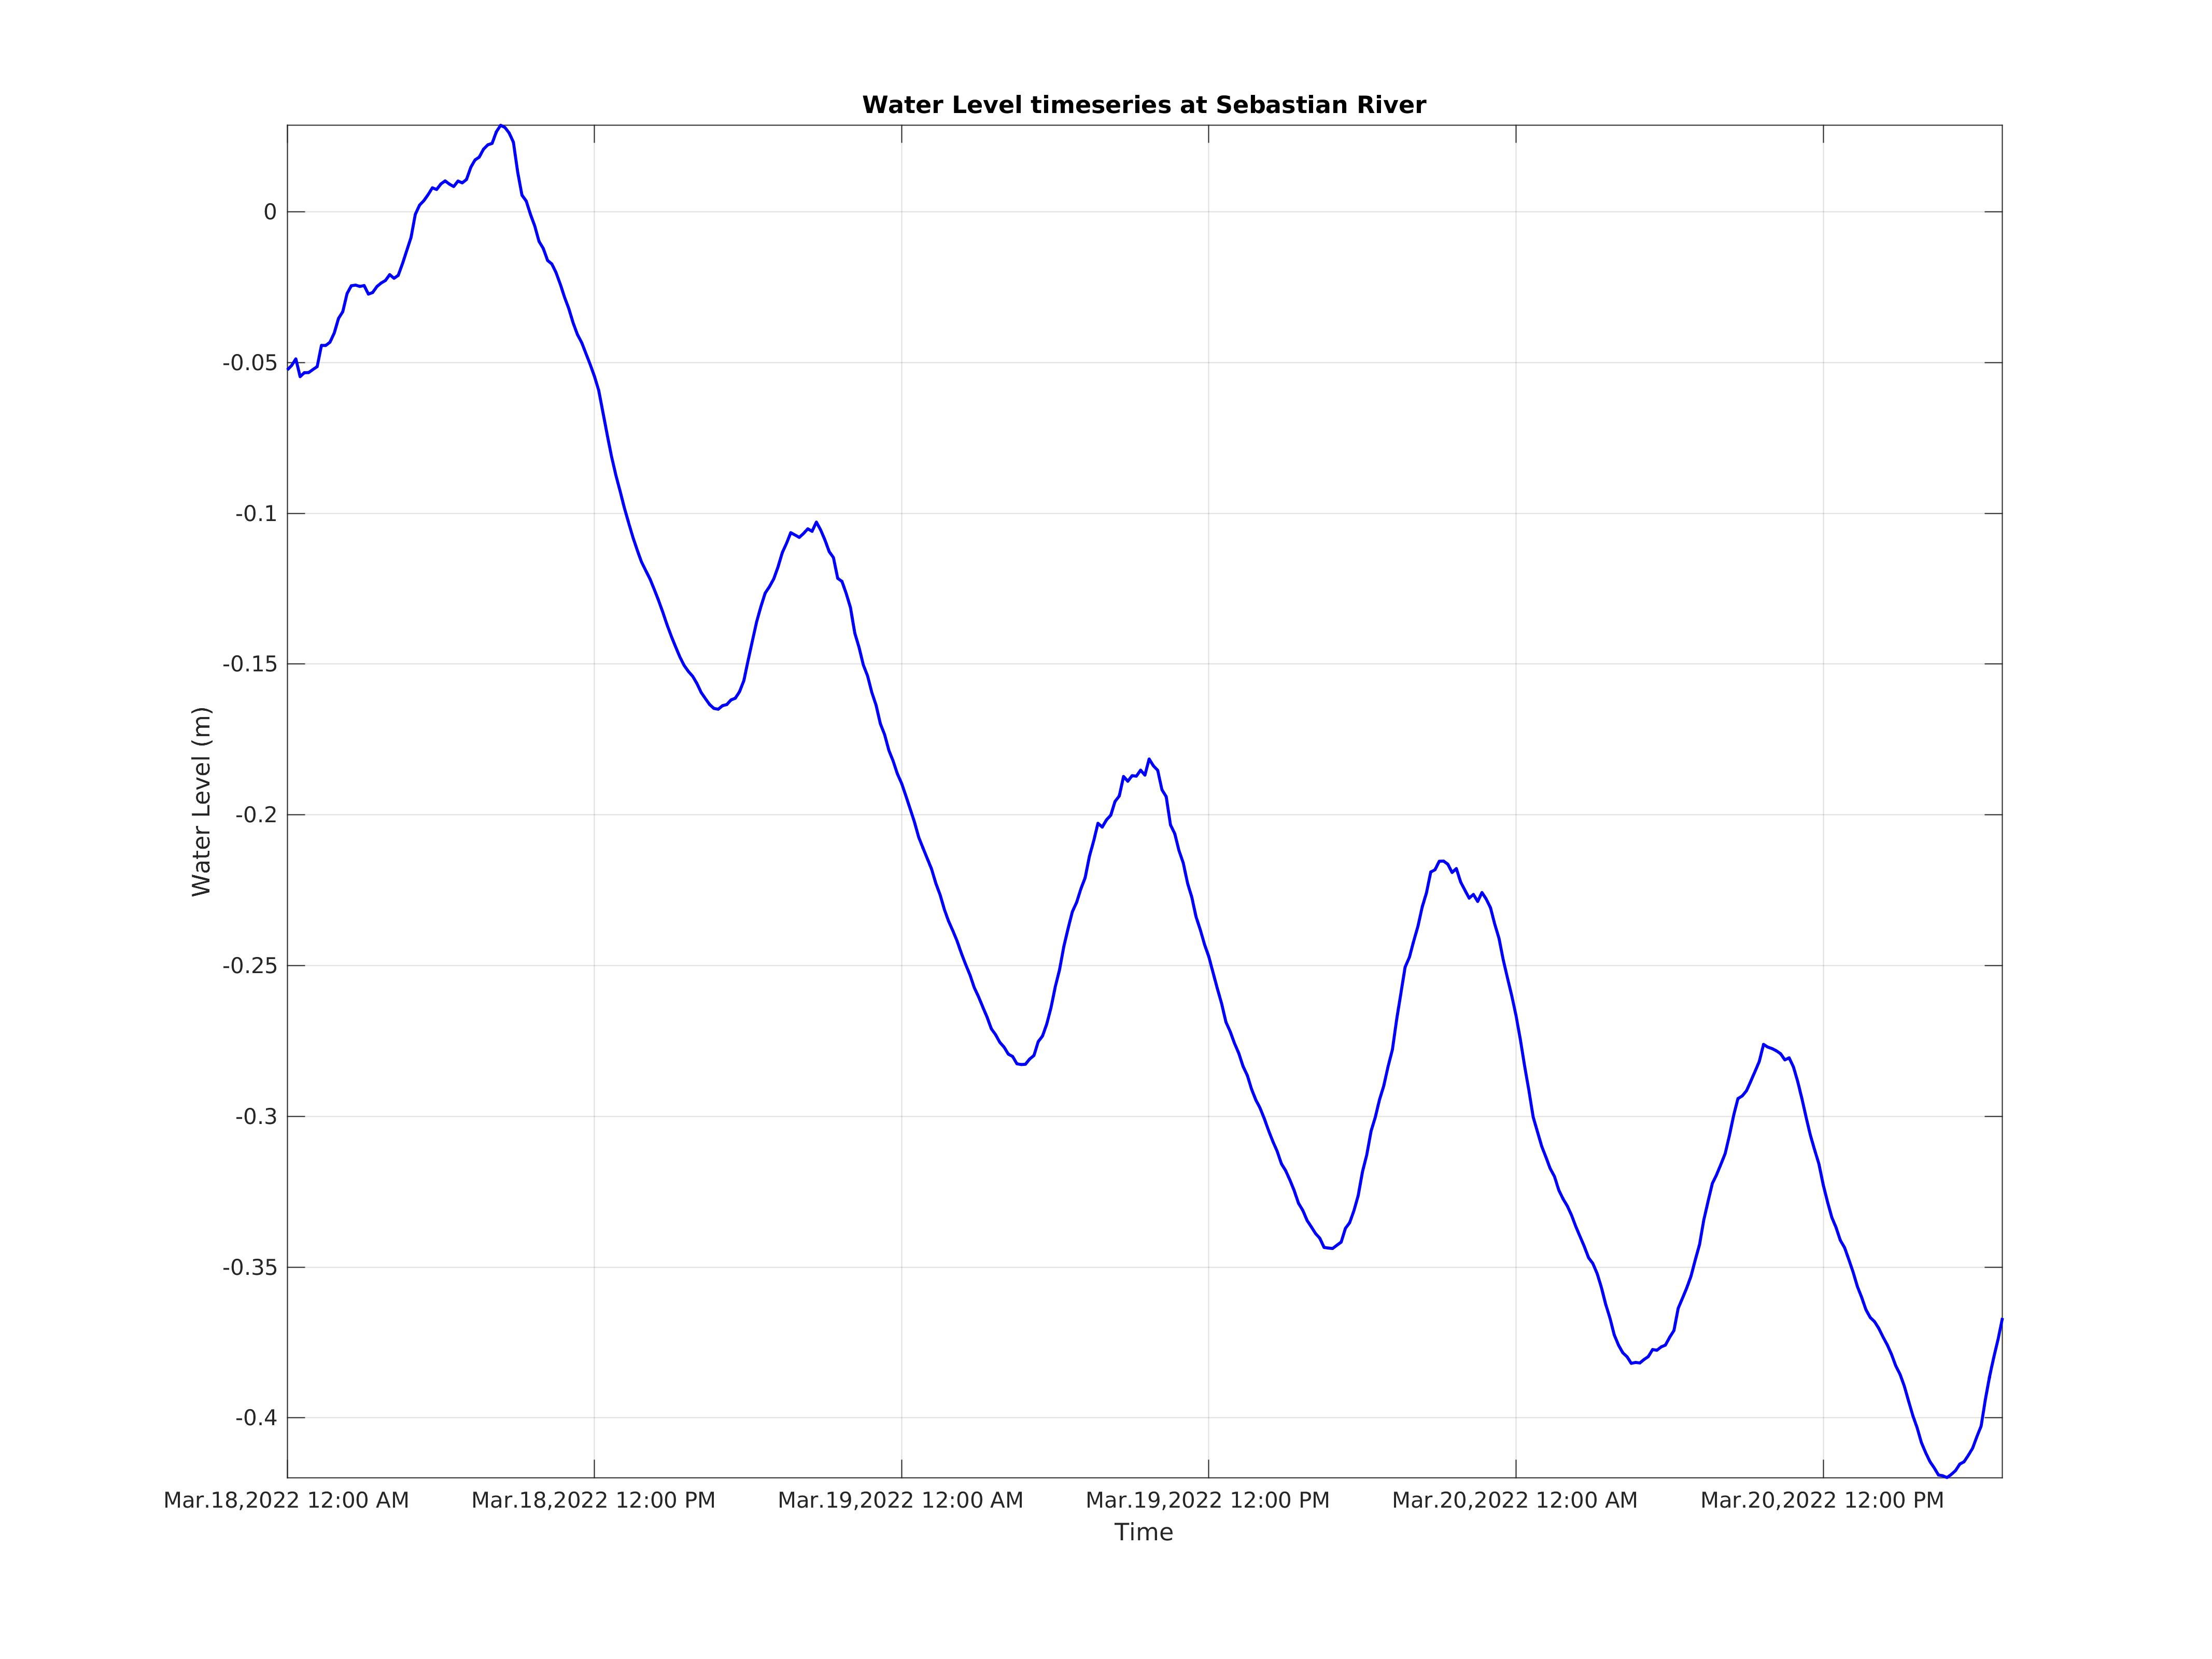 Water Level timeseries at Sebastian River
0
-0.05
-0.1
-0.15
-0.2
-0.25
-0.3
-0.35
-0.4
Water Level (m)
Mar.18,2022 12:00 AM Mar.18,2022 12:00 PM Mar.19,2022 12:00 AM Mar.19,2022 12:00 PM Mar.20,2022 12:00 AM Mar.20,2022 12:00 PM
Time